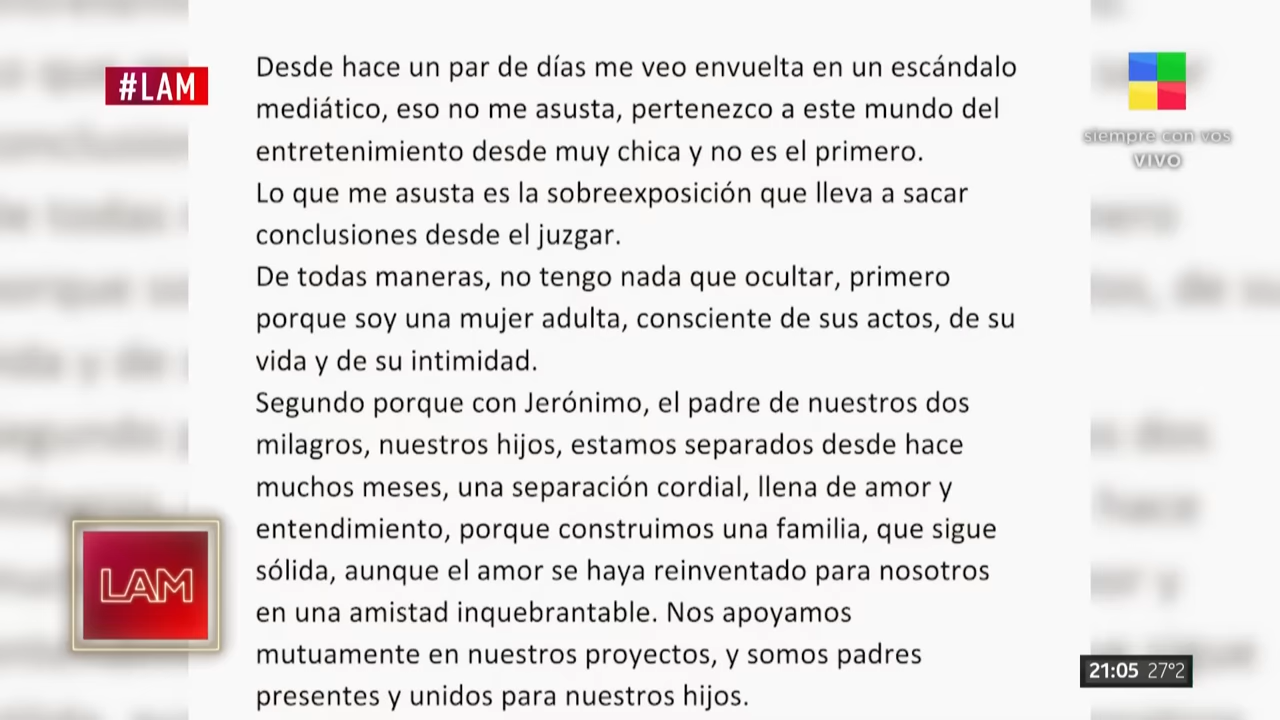 #LAM
siempre con vos
VIVO
Desde hace un par de días me veo envuelta en un escándalo
mediático, eso no me asusta, pertenezco a este mundo del
entretenimiento desde muy chica y no es el primero.
Lo que me asusta es la sobreexposición que lleva a sacar
conclusiones desde el juzgar.
De todas maneras, no tengo nada que ocultar, primero
porque soy una mujer adulta, consciente de sus actos, de su
vida y de su intimidad.
Segundo porque con Jerónimo, el padre de nuestros dos
milagros, nuestros hijos, estamos separados desde hace
muchos meses, una separación cordial, llena de amor y
entendimiento, porque construimos una familia, que sigue
sólida, aunque el amor se haya reinventado para nosotros
en una amistad inquebrantable. Nos apoyamos
mutuamente en nuestros proyectos, y somos padres
presentes y unidos para nuestros hijos.
LAM
21:05 27°2